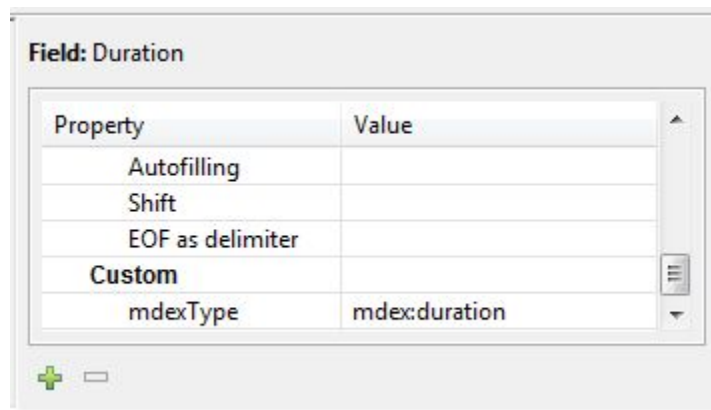 Field: Duration
Property Value
Autofilling
Shift
EOF as delimiter
Custom
mdexType mdex:duration